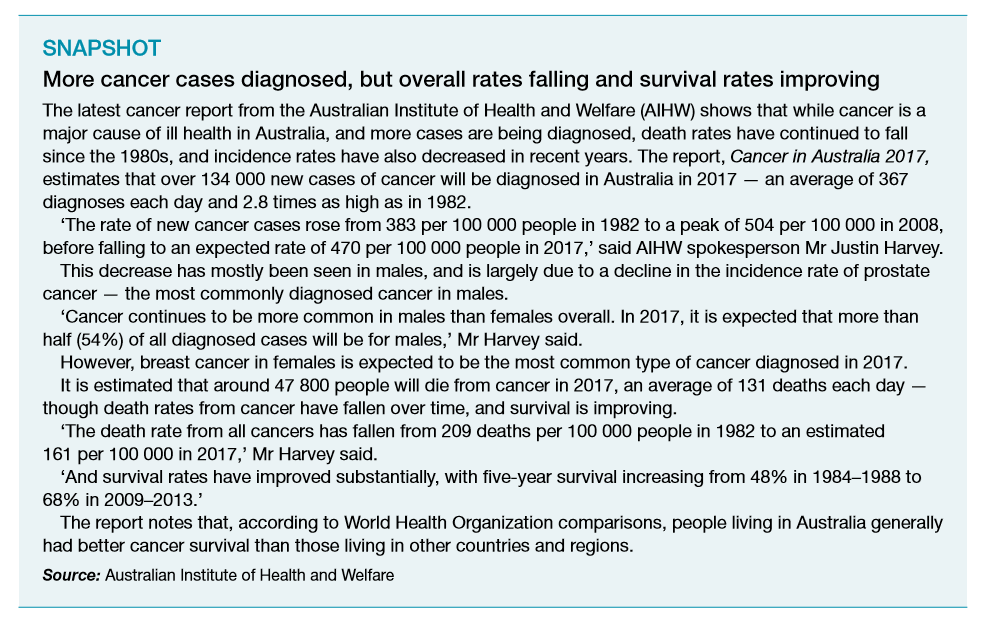 SNAPSHOT
More cancer cases diagnosed, but overall rates falling and survival rates improving
The latest cancer report from the Australian Institute of Health and Welfare (AIHW) shows that while cancer is a
major cause of ill health in Australia, and more cases are being diagnosed, death rates have continued to fall
since the 1980s, and incidence rates have also decreased in recent years. The report, Cancer in Australia 2017,
estimates that over 134 000 new cases of cancer will be diagnosed in Australia in 2017 — an average of 367
diagnoses each day and 2.8 times as high as in 1982.
‘The rate of new cancer cases rose from 383 per 100 000 people in 1982 to a peak of 504 per 100 000 in 2008,
before falling to an expected rate of 470 per 100 000 people in 2017,’ said AIHW spokesperson Mr Justin Harvey.
This decrease has mostly been seen in males, and is largely due to a decline in the incidence rate of prostate
cancer — the most commonly diagnosed cancer in males.
‘Cancer continues to be more common in males than females overall. In 2017, it is expected that more than
half (54%) of all diagnosed cases will be for males,’ Mr Harvey said.
However, breast cancer in females is expected to be the most common type of cancer diagnosed in 2017.
It is estimated that around 47 800 people will die from cancer in 2017, an average of 131 deaths each day —
though death rates from cancer have fallen over time, and survival is improving.
‘The death rate from all cancers has fallen from 209 deaths per 100 000 people in 1982 to an estimated
161 per 100 000 in 2017,’ Mr Harvey said.
‘And survival rates have improved substantially, with five-year survival increasing from 48% in 1984–1988 to
68% in 2009–2013.’
The report notes that, according to World Health Organization comparisons, people living in Australia generally
had better cancer survival than those living in other countries and regions.
Source: Australian Institute of Health and Welfare